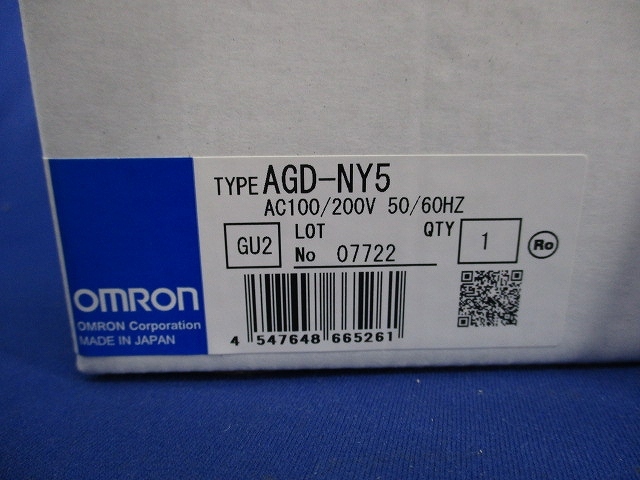 TYPE AGD-NY5
AC100/200V 50/60HZ
GU2
LOT No 07722
QTY 1
Ro
OMRON
OMRON Corporation
MADE IN JAPAN
4 547648 665261